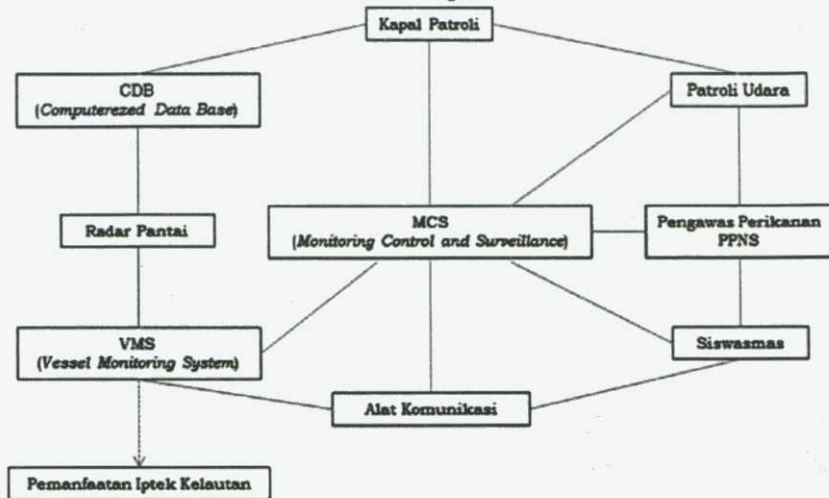 Kapal Patroli
CDB
(Computerezed Data Base)
Patroli Udara
Radar Pantai
MCS
(Monitoring Control and Surveillance)
Pengawas Perikanan
PPNS
VMS
(Vessel Monitoring System)
Siswasmas
Alat Komunikasi
Pemanfaatan Iptek Kelautan